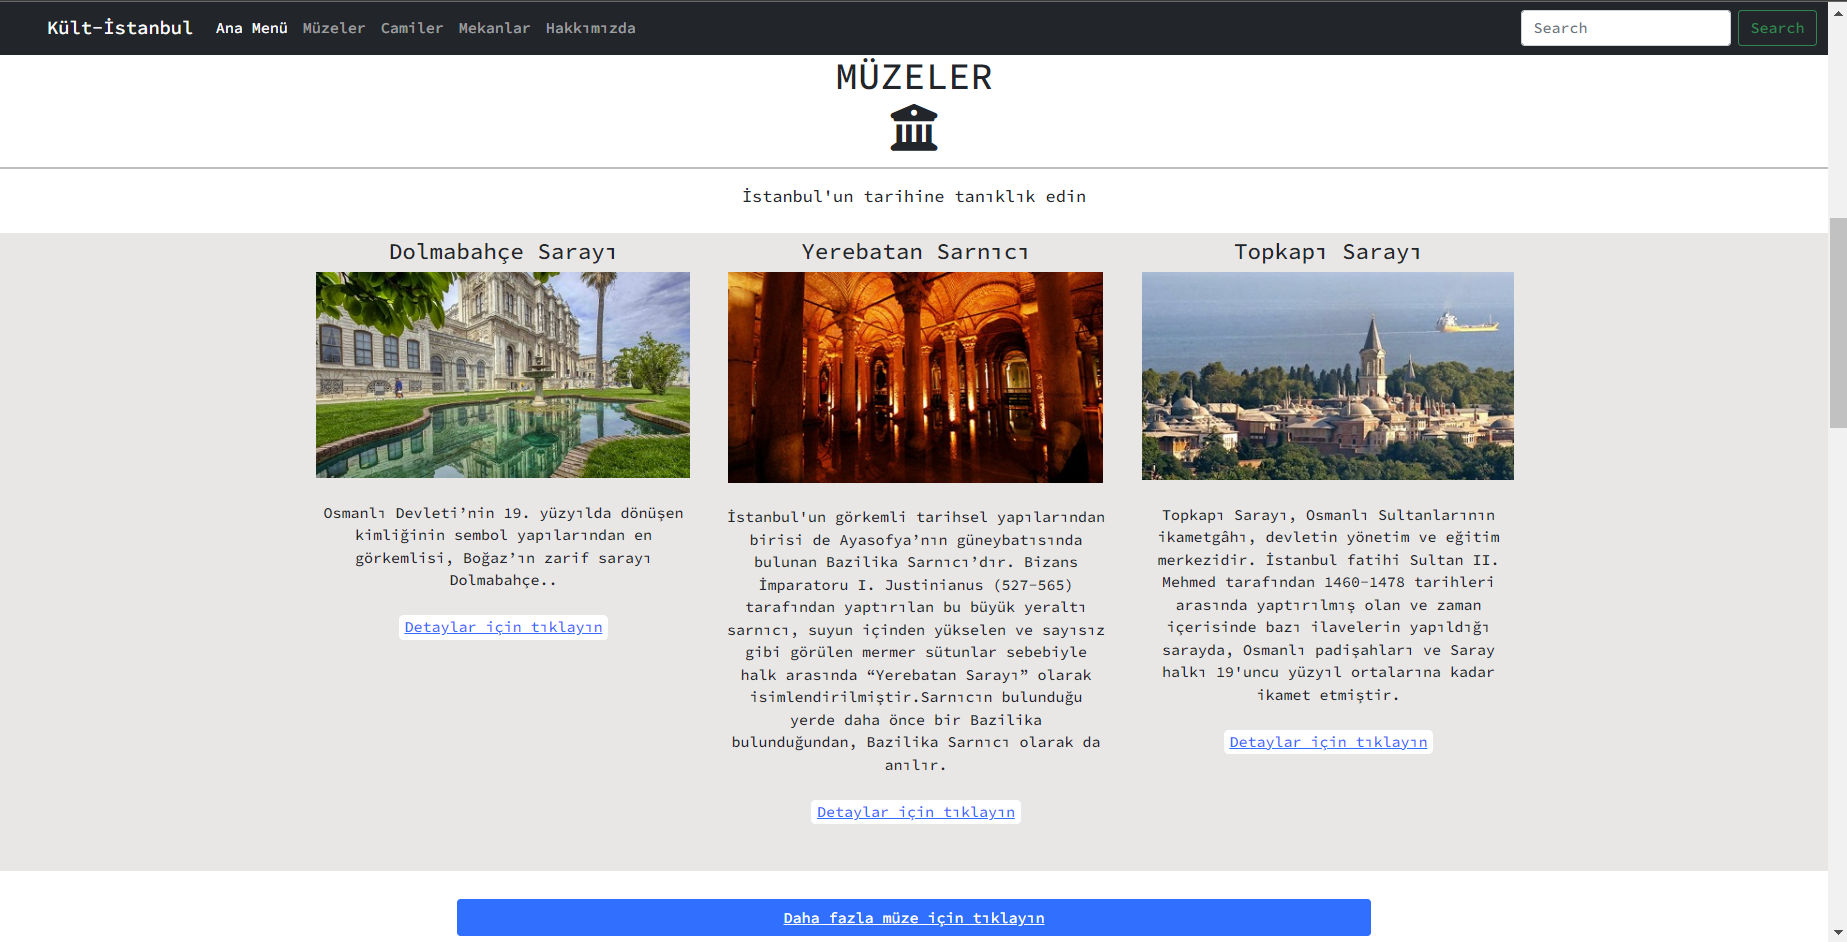 Kült-İstanbul Ana Menü Müzeler Camiler Mekanlar Hakkımızda Search Search
MÜZELER
İstanbul'un tarihine tanıklık edin
Dolmabahçe Sarayı
Osmanlı Devleti’nin 19. yüzyılda dönüşen
kimliğinin sembol yapılarından en
görkemlisi, Boğaz’ın zarif sarayı
Dolmabahçe..
Detaylar için tıklayın
Yerebatan Sarnıcı
İstanbul'un görkemli tarihsel yapılarından
birisi de Ayasofya’nın güneybatısında
bulunan Bazilika Sarnıcı’dır. Bizans
İmparatoru I. Justinianus (527-565)
tarafından yaptırılan bu büyük yeraltı
sarnıcı, suyun içinden yükselen ve sayısız
gibi görülen mermer sütunlar sebebiyle
halk arasında “Yerebatan Sarayı” olarak
isimlendirilmiştir.Sarnıcın bulunduğu
yerde daha önce bir Bazilika
bulunduğundan, Bazilika Sarnıcı olarak da
anılır.
Detaylar için tıklayın
Topkapı Sarayı
Topkapı Sarayı, Osmanlı Sultanlarının
ikametgâhı, devletin yönetim ve eğitim
merkezidir. İstanbul fatihi Sultan II.
Mehmed tarafından 1460-1478 tarihleri
arasında yaptırılmış olan ve zaman
içerisinde bazı ilavelerin yapıldığı
sarayda, Osmanlı padişahları ve Saray
halkı 19'uncu yüzyıl ortalarına kadar
ikamet etmiştir.
Detaylar için tıklayın
Daha fazla müze için tıklayın